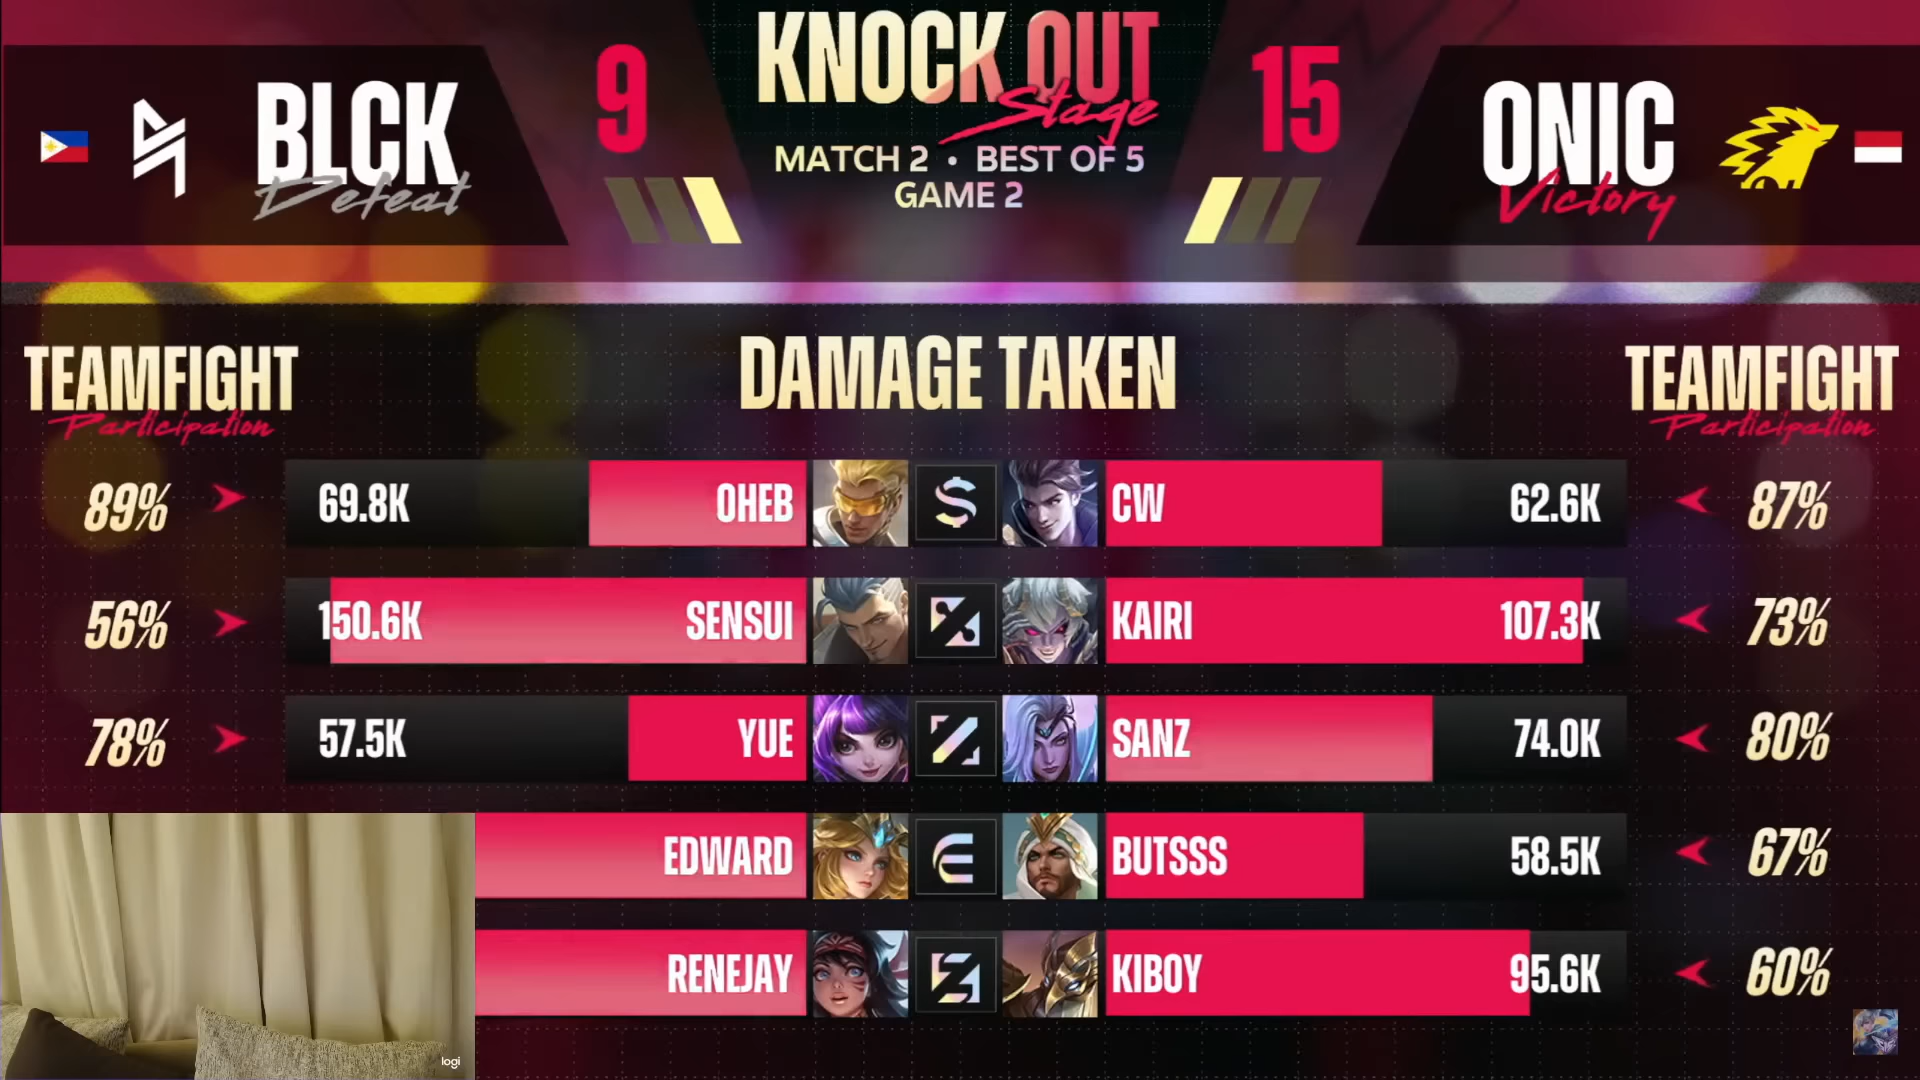 BLCK
Defeat
9
KNOCK OUT
Stage
MATCH 2 • BEST OF 5
GAME 2
15
ONIC
Victory
TEAMFIGHT
Participation
DAMAGE TAKEN
TEAMFIGHT
Participation
89% 69.8K OHEB CW 62.6K 87%
56% 150.6K SENSUI KAIRI 107.3K 73%
78% 57.5K YUE SANZ 74.0K 80%
EDWARD BUTSSS 58.5K 67%
RENEJAY KIBOY 95.6K 60%
logi